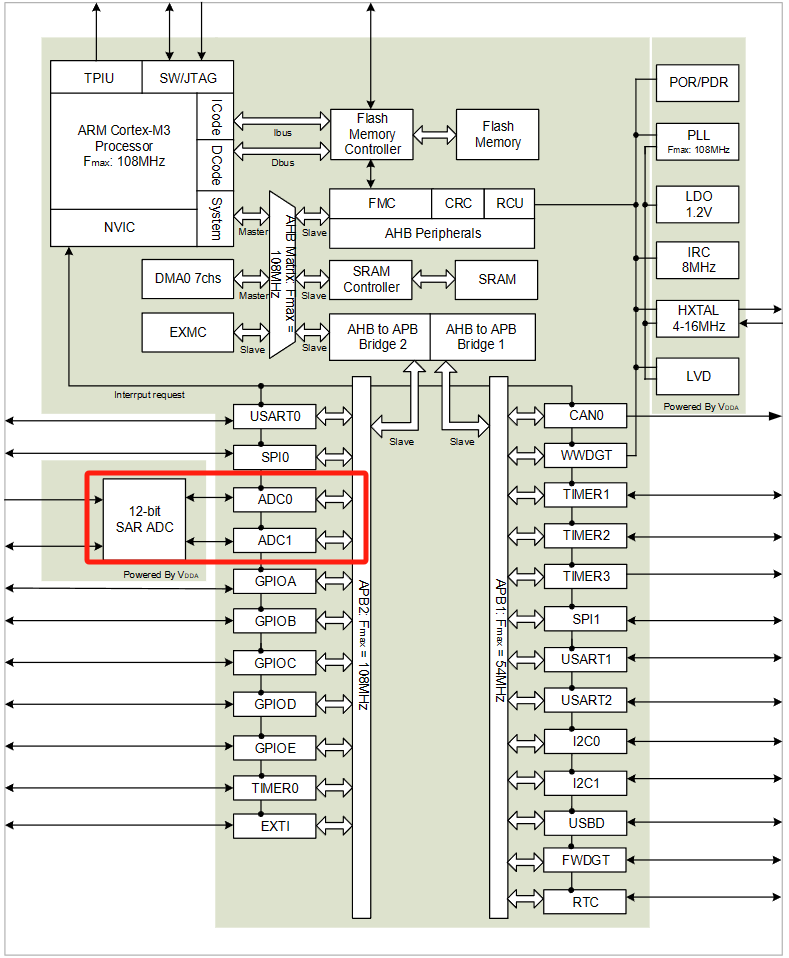 TPIU
SW/JTAG
ARM Cortex-M3
Processor
Fmax: 108MHz
ICode
DCode
System
NVIC
Ibus
Dbus
Flash
Memory
Controller
Flash
Memory
FMC
CRC
RCU
AHB Peripherals
Master
Slave
AHB Matrix: Fmax =
108MHz
DMA0 7chs
Master
Slave
SRAM
Controller
SRAM
EXMC
Slave
Slave
AHB to APB
Bridge 2
AHB to APB
Bridge 1
POR/PDR
PLL
Fmax: 108MHz
LDO
1.2V
IRC
8MHz
HXTAL
4-16MHz
LVD
Powered By VDDA
Interrput request
Slave
Slave
USART0
SPI0
ADC0
ADC1
12-bit
SAR ADC
Powered By VDDA
GPIOA
GPIOB
GPIOC
GPIOD
GPIOE
TIMER0
EXTI
APB2: Fmax = 108MHz
APB1: Fmax = 54MHz
CAN0
WWDGT
TIMER1
TIMER2
TIMER3
SPI1
USART1
USART2
I2C0
I2C1
USBD
FWDGT
RTC